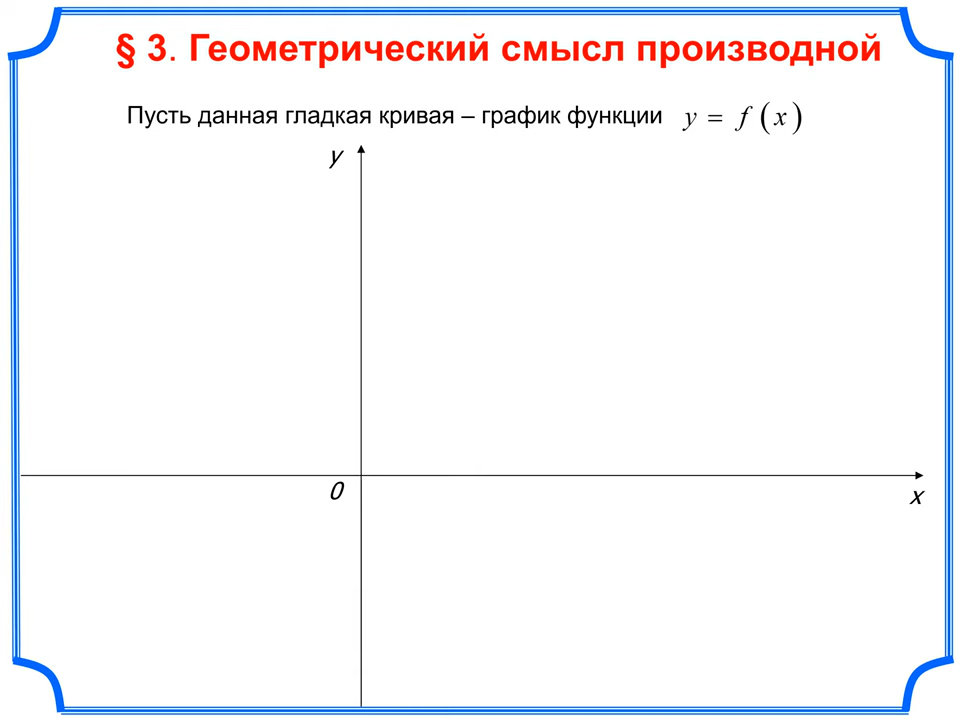 § 3. Геометрический смысл производной
Пусть данная гладкая кривая – график функции y = f (x)
y
0
x